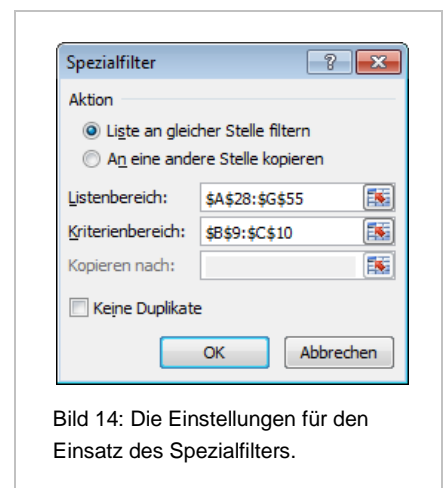 Spezialfilter
Aktion
Liste an gleicher Stelle filtern
An eine andere Stelle kopieren
Listenbereich: $A$28:$G$55
Kriterienbereich: $B$9:$C$10
Kopieren nach:
Keine Duplikate
OK Abbrechen
Bild 14: Die Einstellungen für den
Einsatz des Spezialfilters.